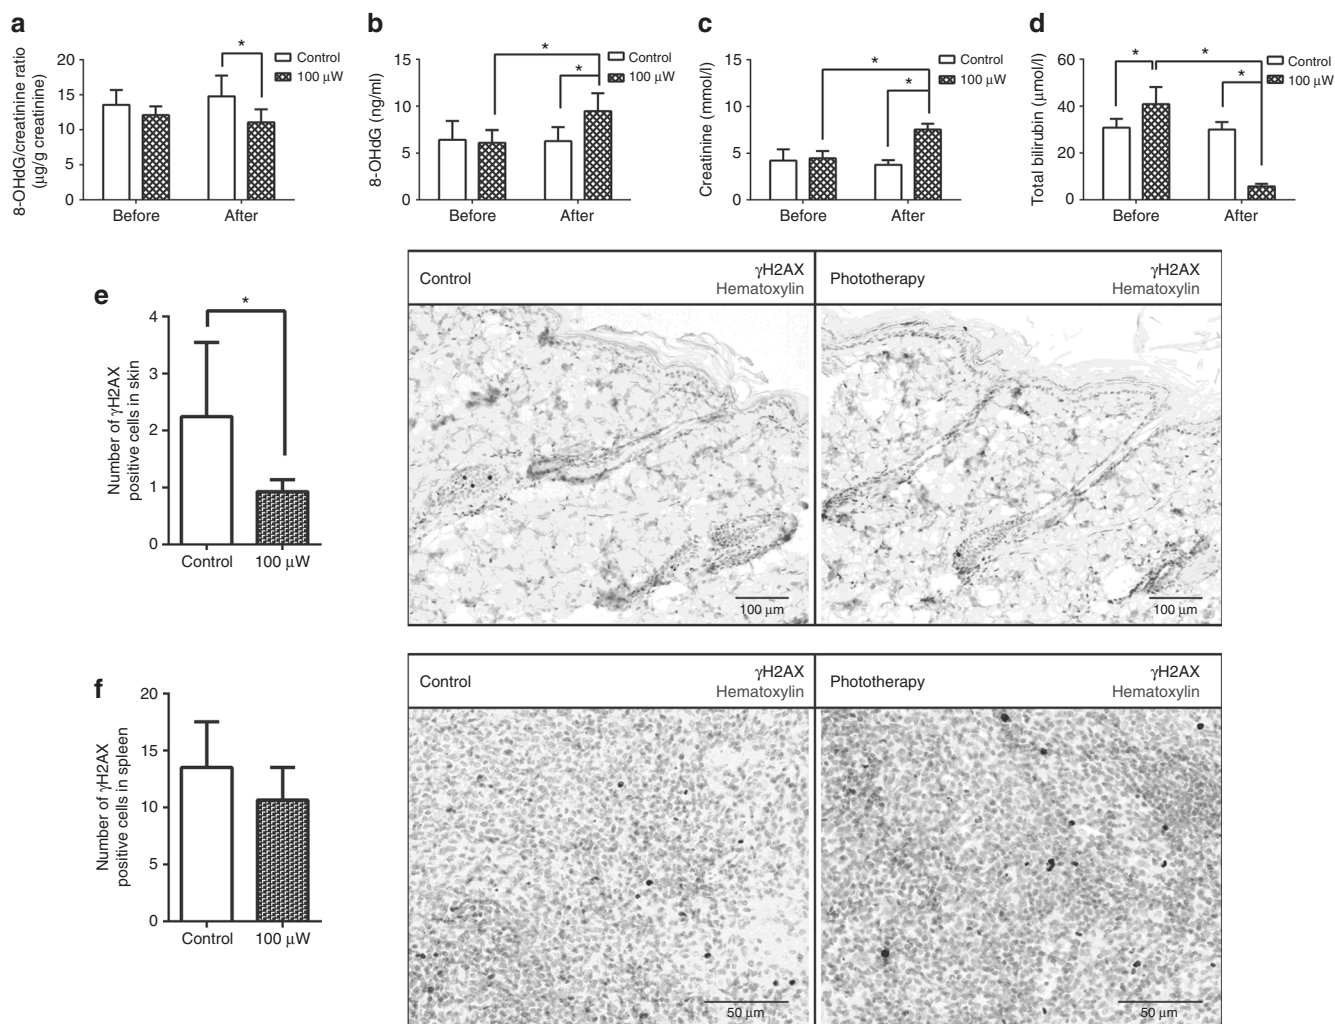 a
8-OHdG/creatinine ratio
(μg/g creatinine)
20
15
10
5
0
*
Control
100 μW
Before
After
b
8-OHdG (ng/ml)
15
10
5
0
*
*
Control
100 μW
Before
After
c
Creatinine (mmol/l)
15
10
5
0
*
*
Control
100 μW
Before
After
d
Total bilirubin (μmol/l)
60
40
20
0
*
*
*
Control
100 μW
Before
After
e
Number of γH2AX
positive cells in skin
4
3
2
1
0
*
Control
100 μW
Control
γH2AX
Hematoxylin
100 μm
Phototherapy
γH2AX
Hematoxylin
100 μm
f
Number of γH2AX
positive cells in spleen
20
15
10
5
0
Control
100 μW
Control
γH2AX
Hematoxylin
50 μm
Phototherapy
γH2AX
Hematoxylin
50 μm